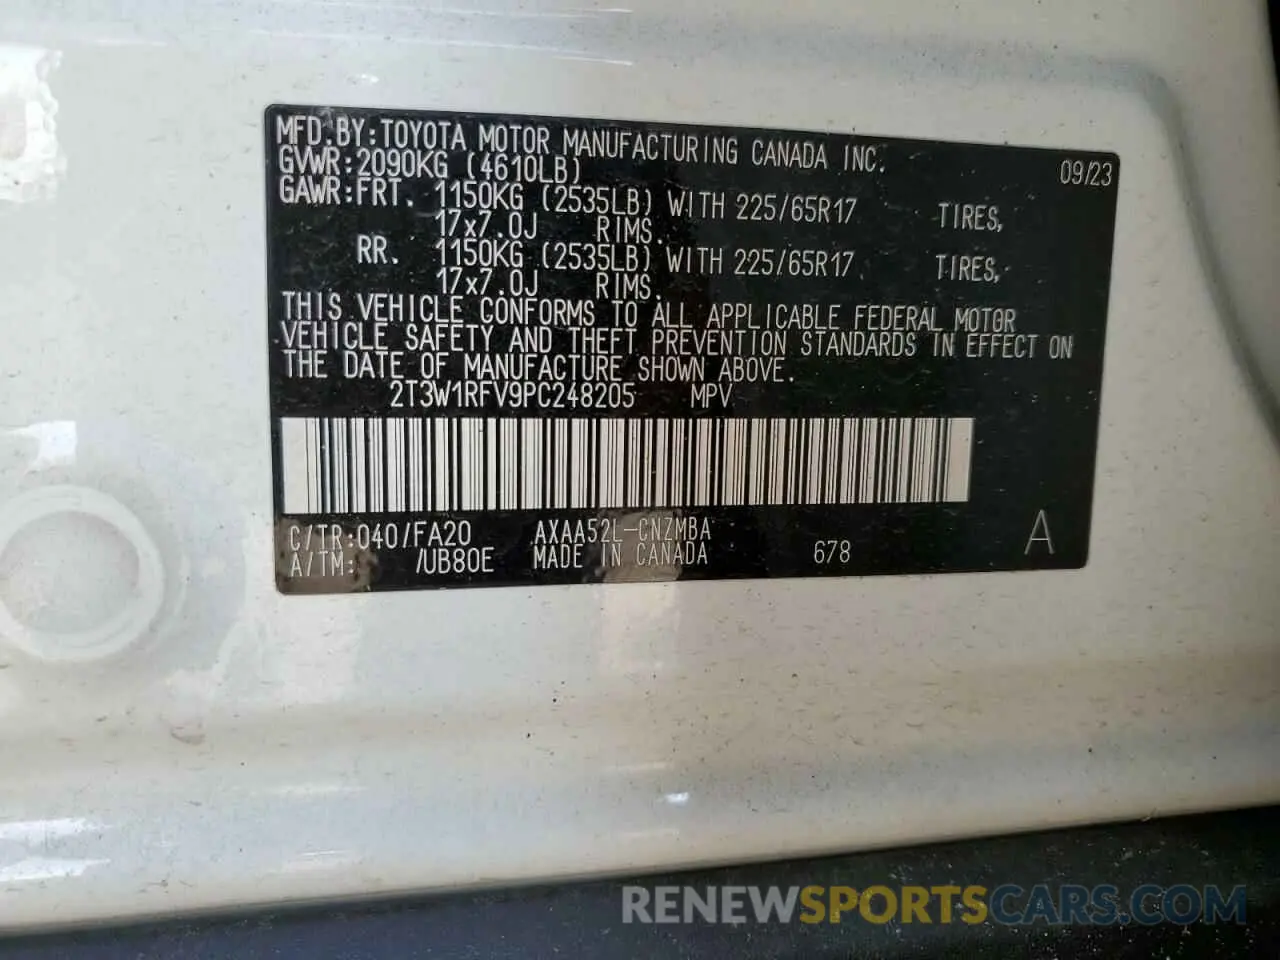 MFD.BY:TOYOTA MOTOR MANUFACTURING CANADA INC. 09/23
GVWR:2090KG (4610LB)
GAWR:FRT. 1150KG (2535LB) WITH 225/65R17 TIRES,
17x7.0J RIMS.
RR. 1150KG (2535LB) WITH 225/65R17 TIRES,
17x7.0J RIMS.
THIS VEHICLE CONFORMS TO ALL APPLICABLE FEDERAL MOTOR
VEHICLE SAFETY AND THEFT PREVENTION STANDARDS IN EFFECT ON
THE DATE OF MANUFACTURE SHOWN ABOVE.
2T3W1RFV9PC248205 MPV
C/TR:040/FA20 AXAA52L-CNZMBA A
A/TM: /UB80E MADE IN CANADA 678
RENEWSPORTSCARS.COM